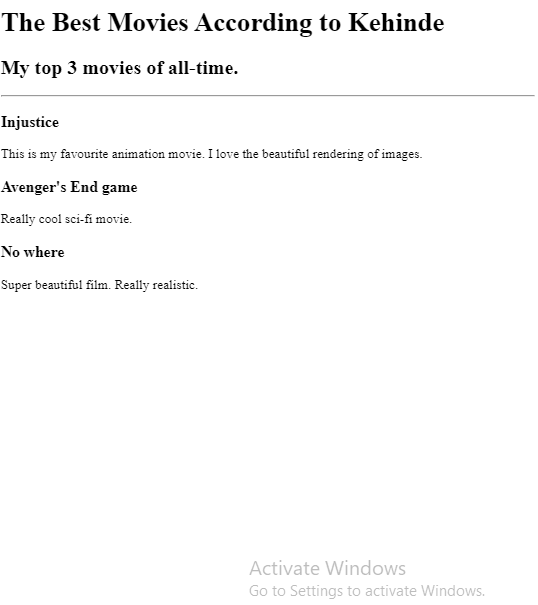 The Best Movies According to Kehinde
My top 3 movies of all-time.
Injustice
This is my favourite animation movie. I love the beautiful rendering of images.
Avenger's End game
Really cool sci-fi movie.
No where
Super beautiful film. Really realistic.
Activate Windows
Go to Settings to activate Windows.